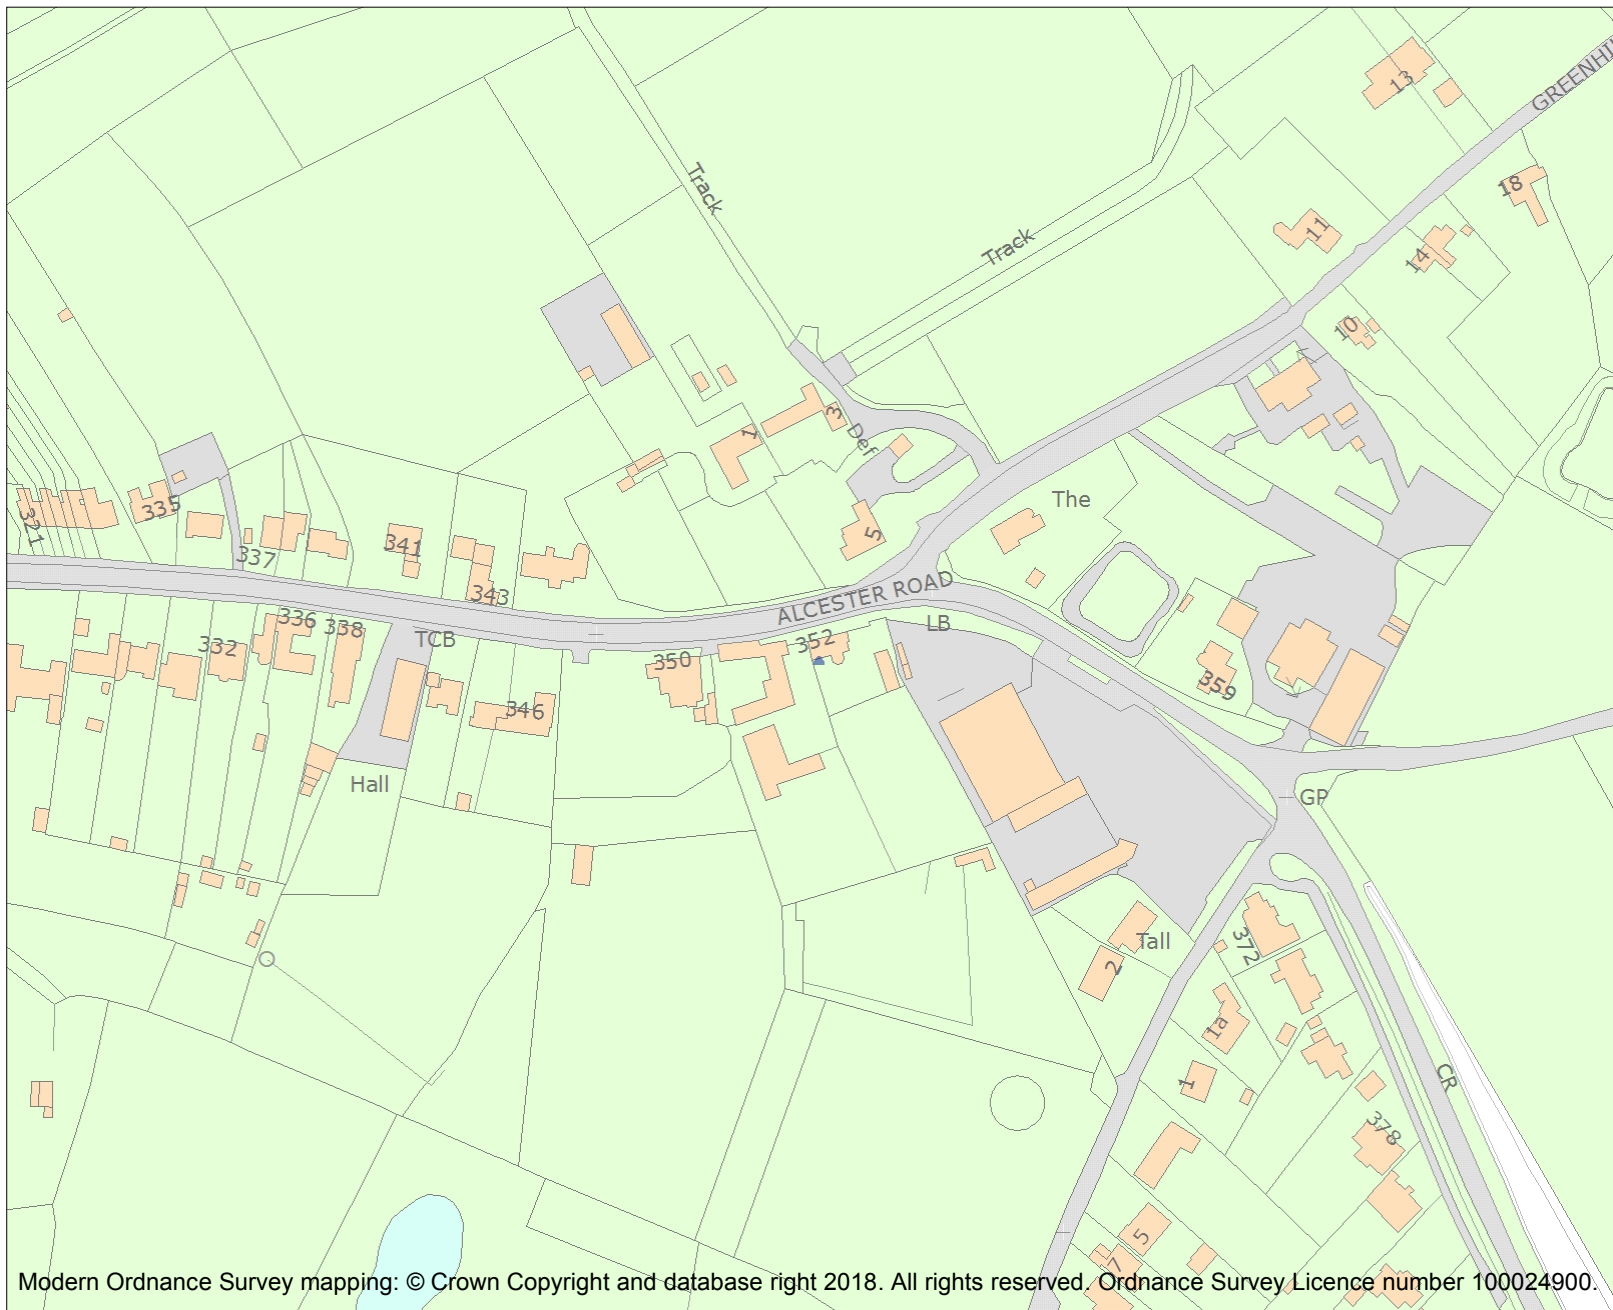 13
GREENHI
Track
18
Track
11
14
10
3
1
Def
The
335
321
5
337
341
343
ALCESTER ROAD
LB
336
338
TCB
332
352
350
359
346
Hall
GP
372
Tall
2
1a
1
CR
378
5
7
Modern Ordnance Survey mapping: © Crown Copyright and database right 2018. All rights reserved. Ordnance Survey Licence number 100024900.